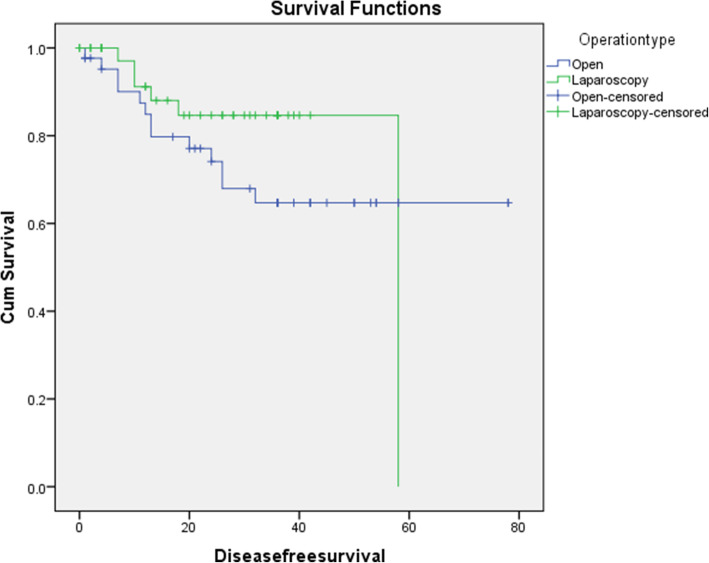 Survival Functions
Operationtype
Open
Laparoscopy
Open-censored
Laparoscopy-censored
Cum Survival
1.0
0.8
0.6
0.4
0.2
0.0
0 20 40 60 80
Diseasefreesurvival